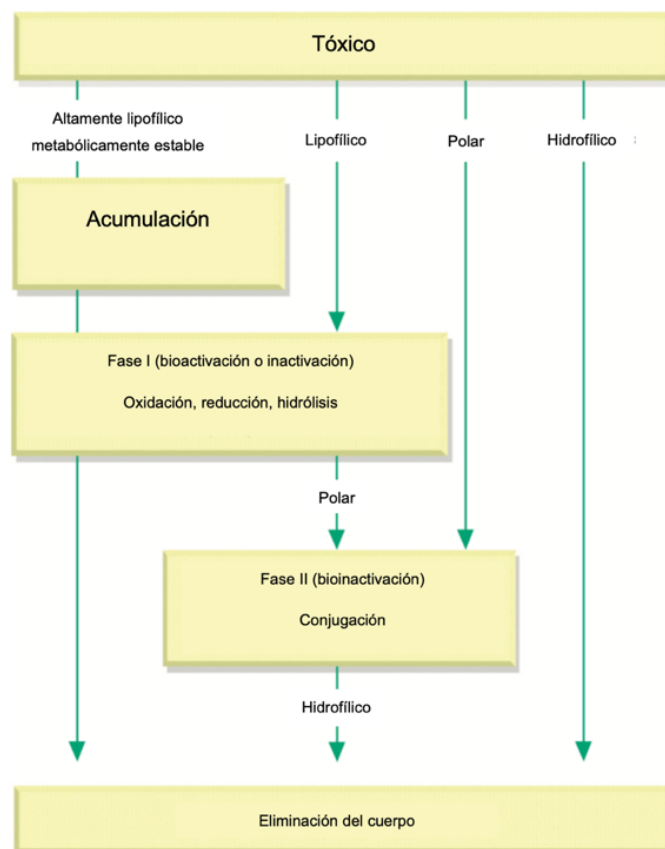 Tóxico
Altamente lipofílico
metabólicamente estable
Lipofílico
Polar
Hidrofílico
Acumulación
Fase I (bioactivación o inactivación)
Oxidación, reducción, hidrólisis
Polar
Fase II (bioinactivación)
Conjugación
Hidrofílico
Eliminación del cuerpo